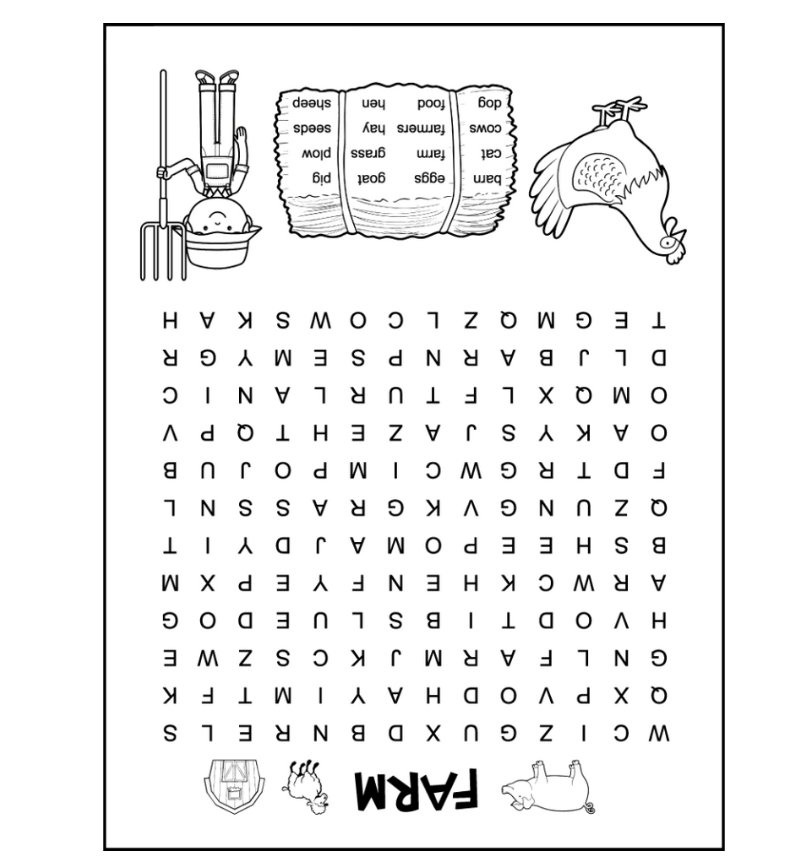 FARM
W C I Z G U X D B N R E L S
Q X P V O D H A Y I M T F K
G N L F A R M J K C S Z W E
H V O D T I B S L U E D O G
A R W C K H E N F Y E P X M
B S H E E P O M A J D Y I T
Q Z U N G V K G R A S S N L
F D T R G W C I M P O J U B
O A K Y S J A Z E H T Q P V
O M Q X L F T U R L A N I C
D L J B A R N P S E M Y G R
T E G M Q Z L C O W S K A H
barn eggs goat pig
cat farm grass plow
cows farmers hay seeds
dog food hen sheep